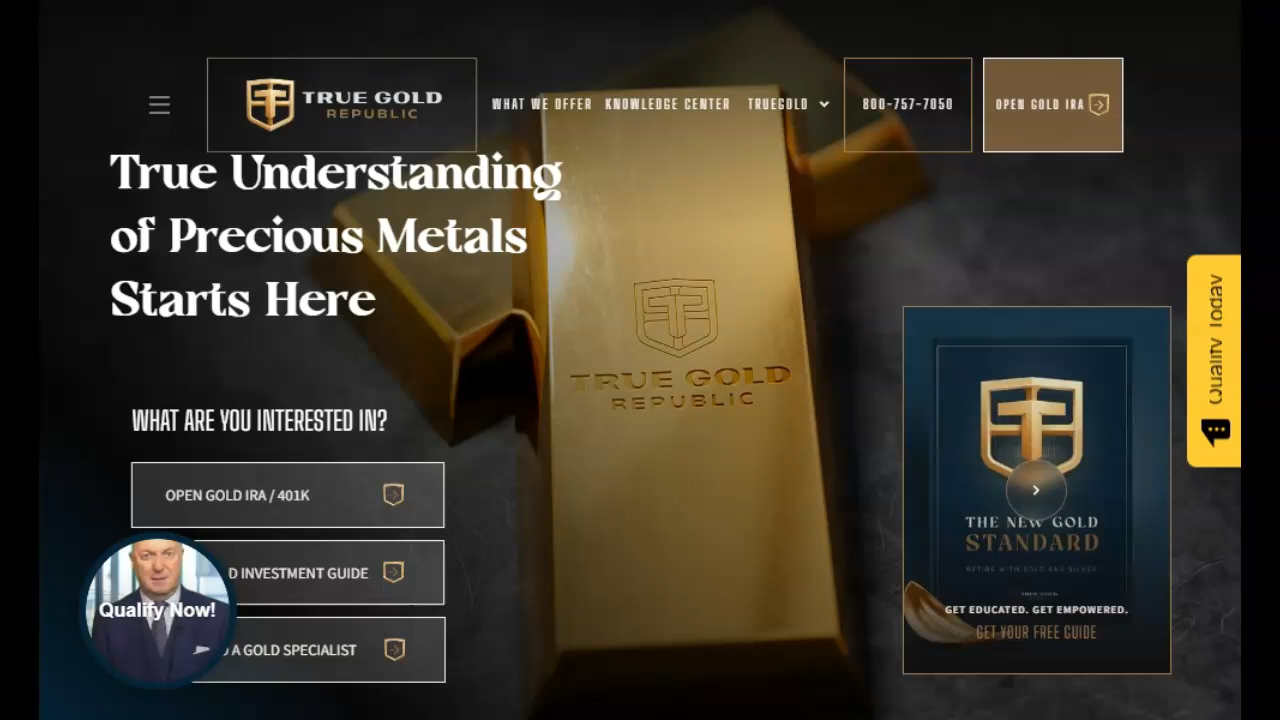 TRUE GOLD
REPUBLIC
WHAT WE OFFER
KNOWLEDGE CENTER
TRUEGOLD
800-757-7050
OPEN GOLD IRA
True Understanding
of Precious Metals
Starts Here
TRUE GOLD
REPUBLIC
WHAT ARE YOU INTERESTED IN?
OPEN GOLD IRA / 401K
D INVESTMENT GUIDE
A GOLD SPECIALIST
Qualify Now!
Qualify Today
THE NEW GOLD
STANDARD
RETIRE WITH GOLD AND SILVER
TRUE GOLD
GET EDUCATED. GET EMPOWERED.
GET YOUR FREE GUIDE